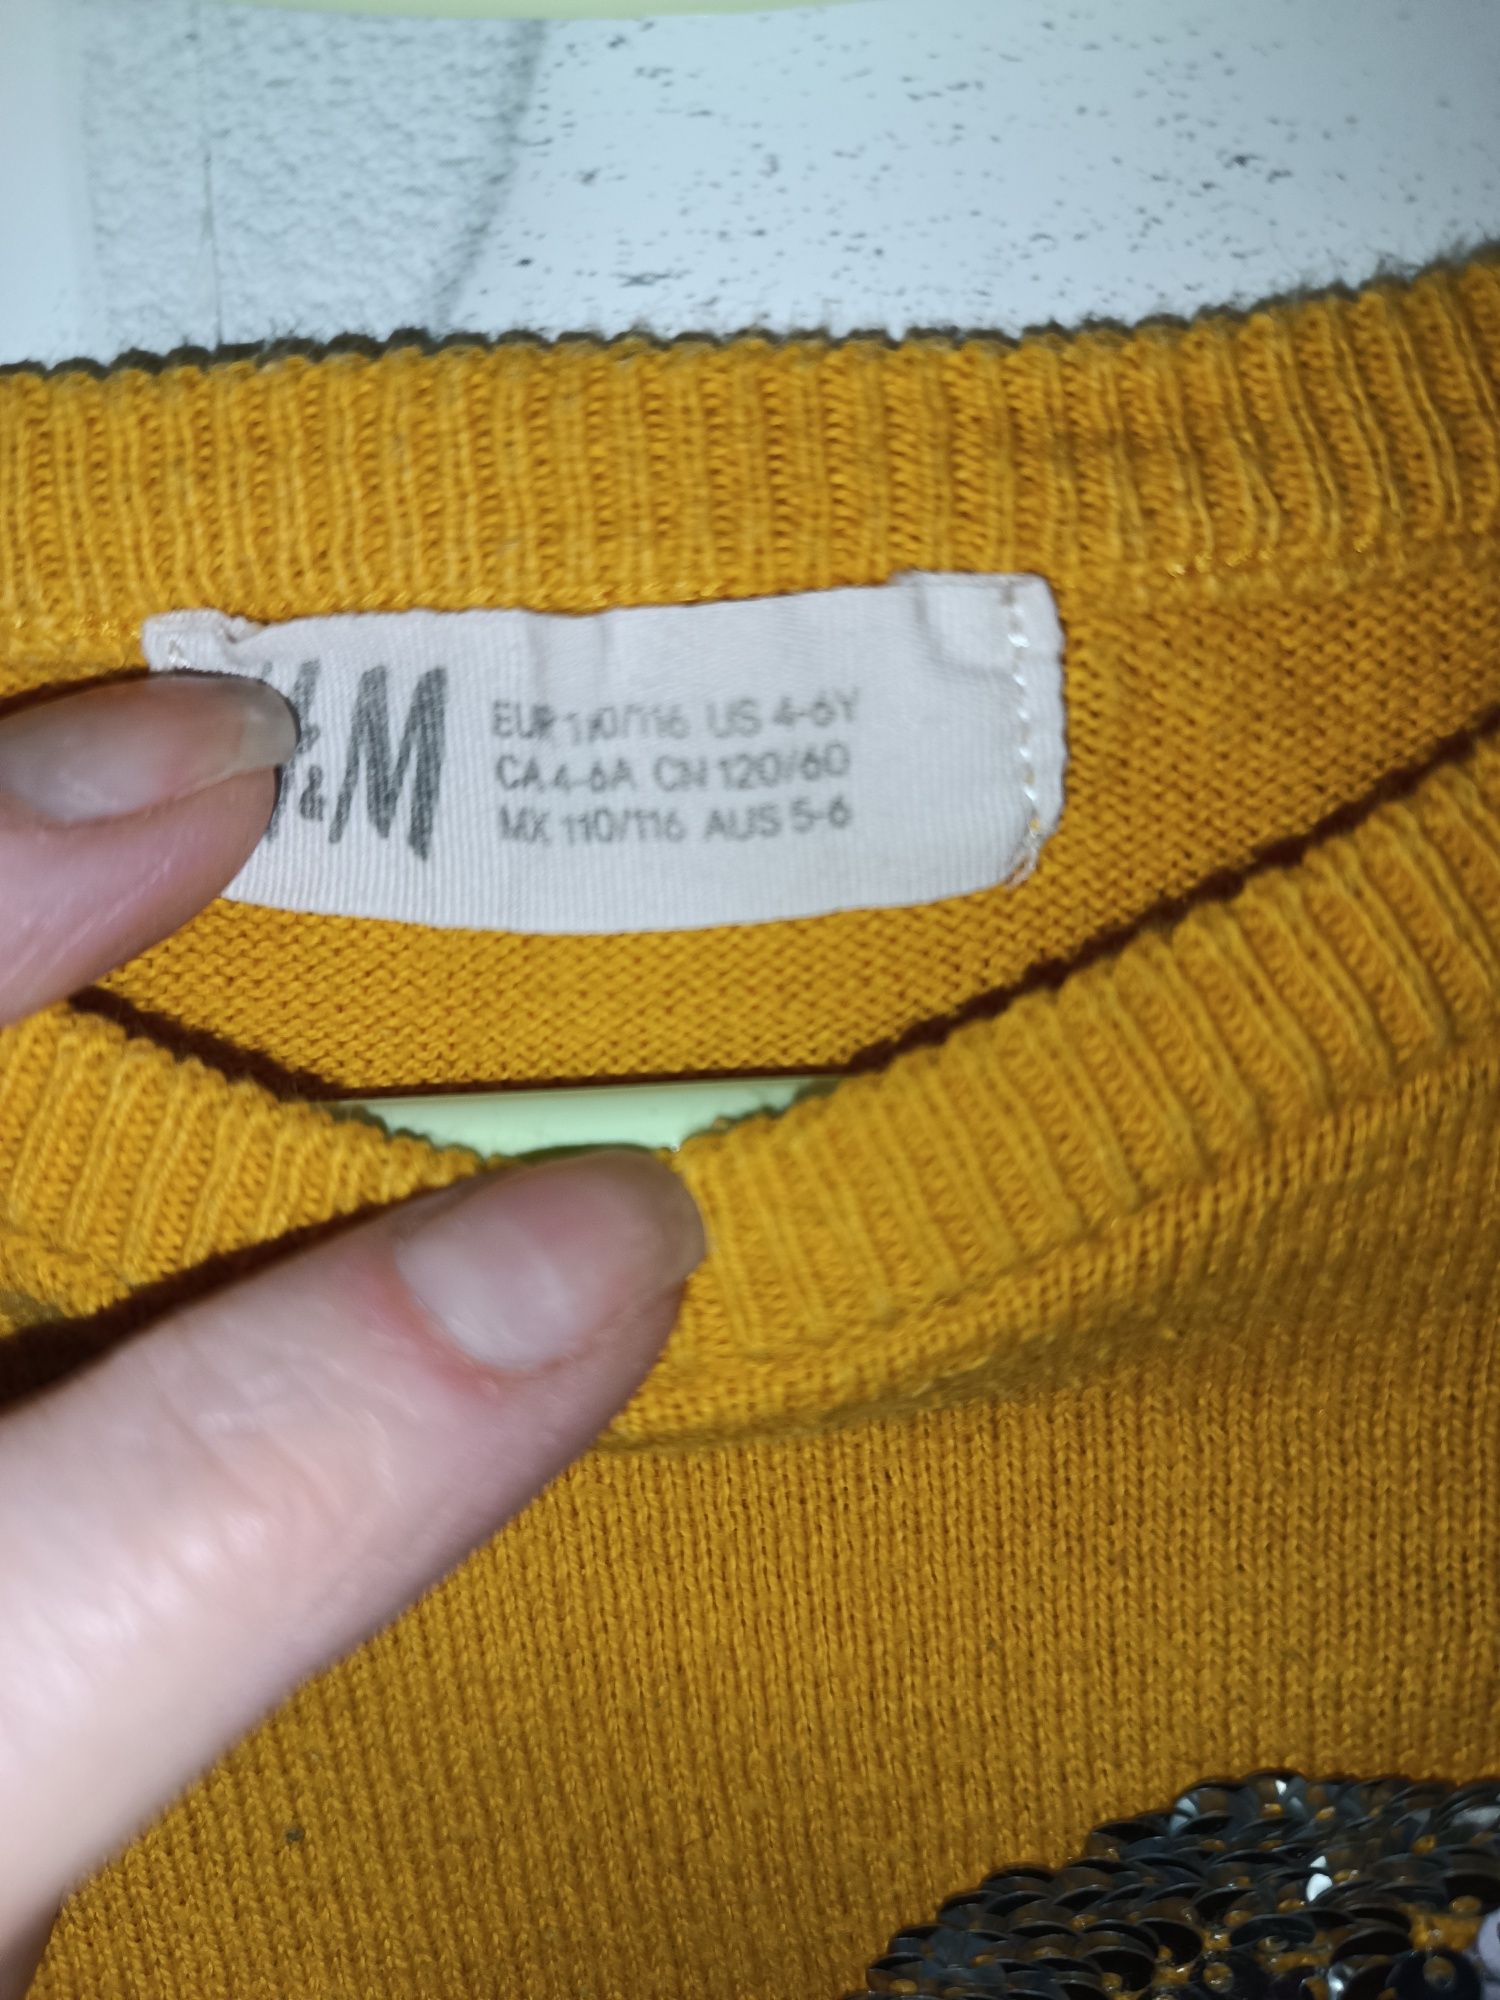 H&M
EUR 110/116 US 4-6Y
CA 4-6A CN 120/60
MX 110/116 AUS 5-6